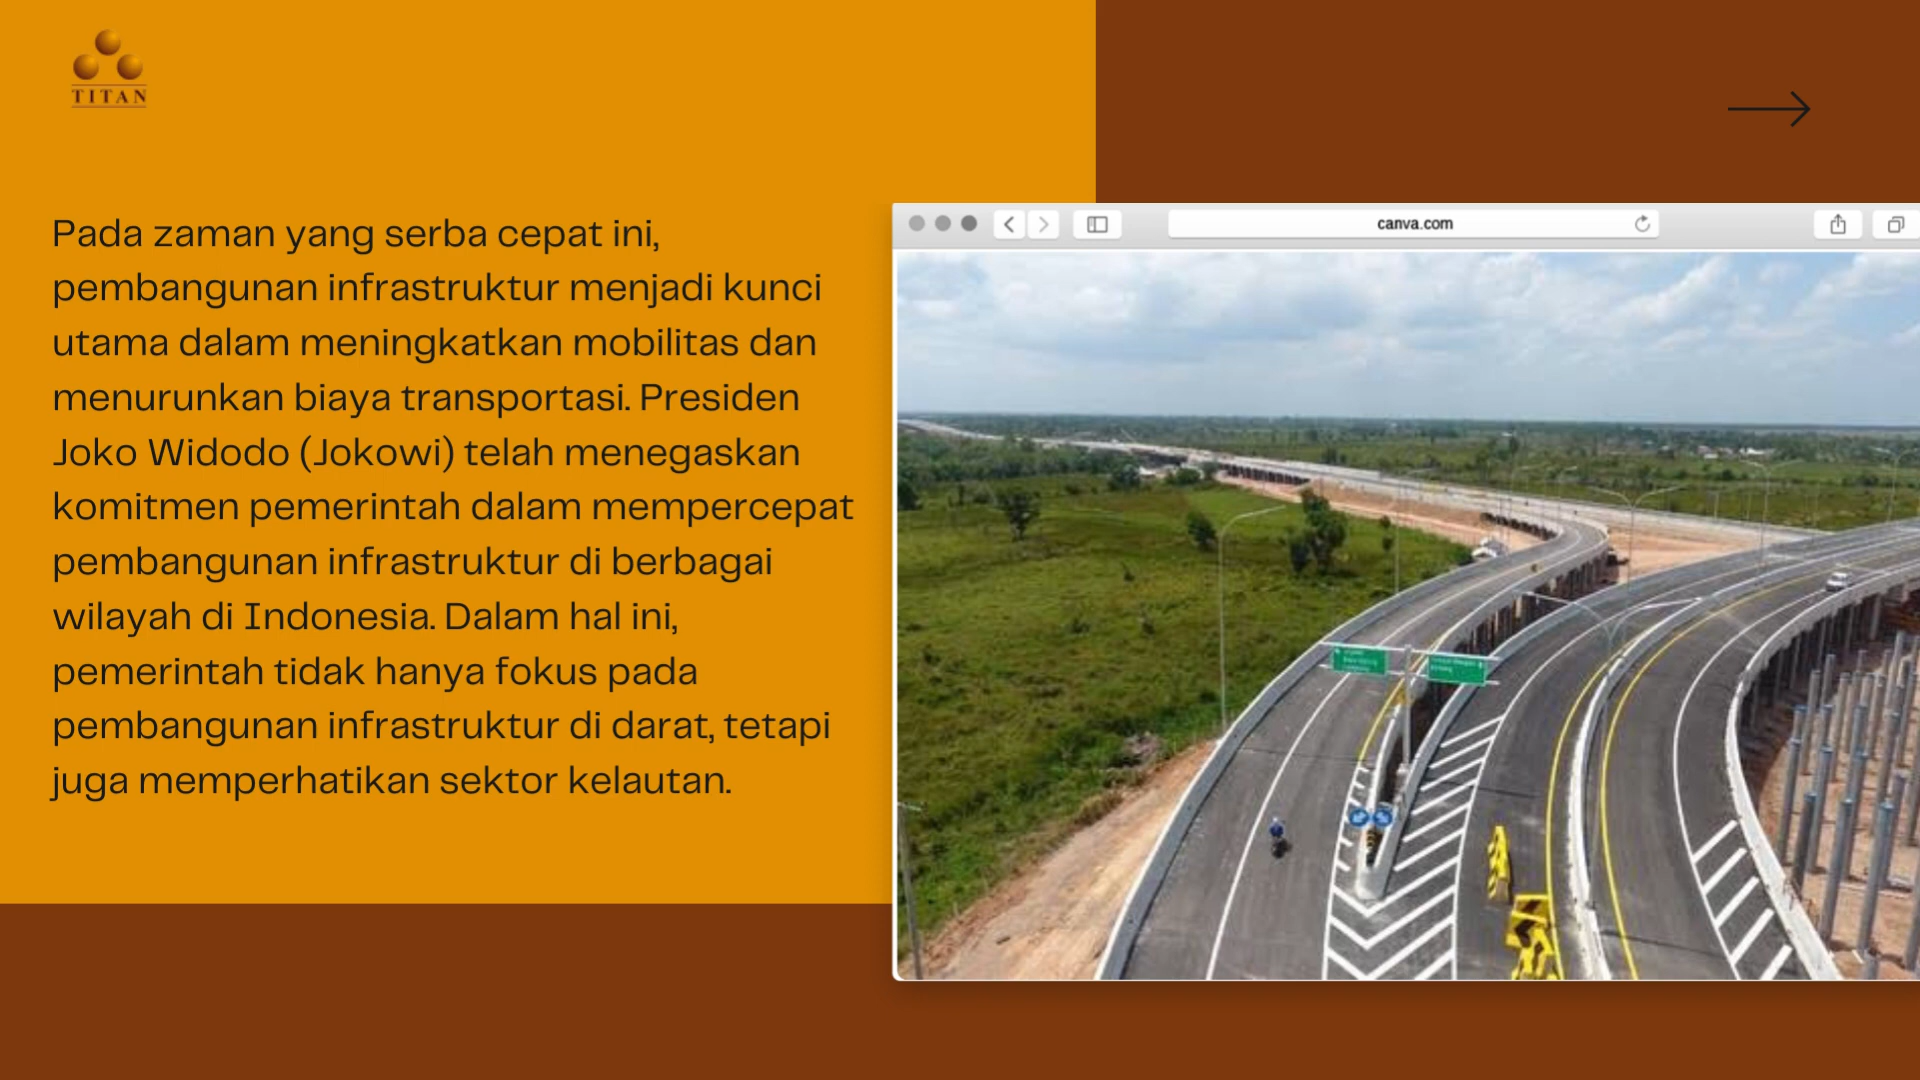 TITAN
Pada zaman yang serba cepat ini,
pembangunan infrastruktur menjadi kunci
utama dalam meningkatkan mobilitas dan
menurunkan biaya transportasi. Presiden
Joko Widodo (Jokowi) telah menegaskan
komitmen pemerintah dalam mempercepat
pembangunan infrastruktur di berbagai
wilayah di Indonesia. Dalam hal ini,
pemerintah tidak hanya fokus pada
pembangunan infrastruktur di darat, tetapi
juga memperhatikan sektor kelautan.
canva.com